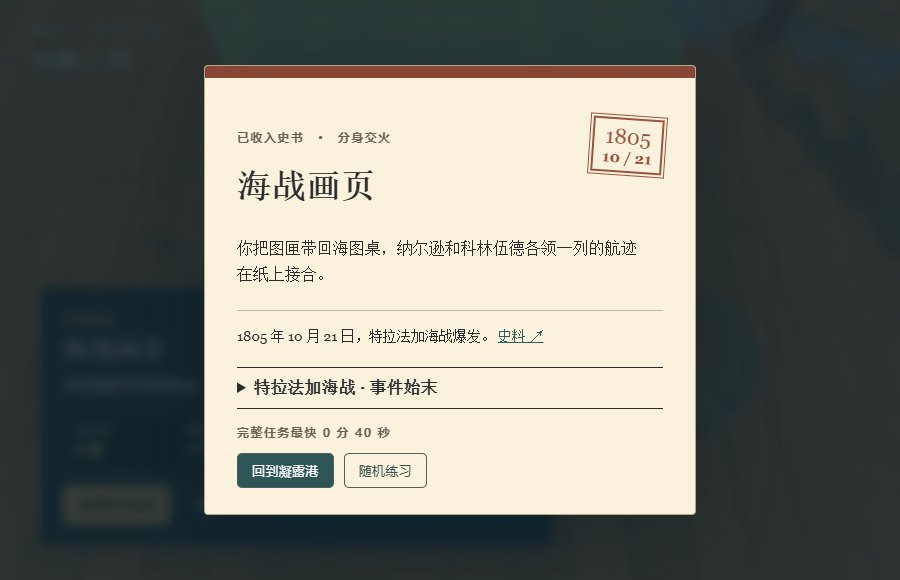 已收入史书 • 分身交火
1805
10 / 21
海战画页
你把图匣带回海图桌，纳尔逊和科林伍德各领一列的航迹
在纸上接合。
1805 年 10 月 21 日，特拉法加海战爆发。 史料 ↗
▶ 特拉法加海战 · 事件始末
完整任务最快 0 分 40 秒
回到凝露港 随机练习